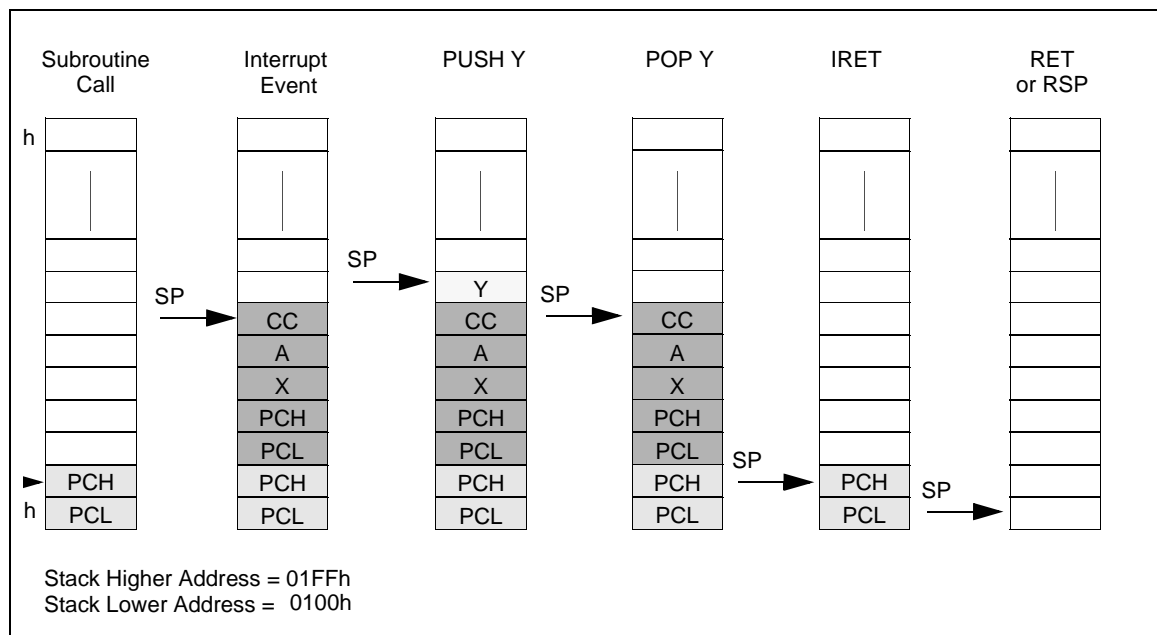 Subroutine Call
Interrupt Event
PUSH Y
POP Y
IRET
RET or RSP
h
SP
SP
Y
SP
CC
CC
CC
A
A
A
X
X
X
PCH
PCH
PCH
PCL
PCL
PCL
SP
PCH
PCH
PCH
PCH
PCH
SP
h
PCL
PCL
PCL
PCL
PCL
Stack Higher Address = 01FFh
Stack Lower Address = 0100h